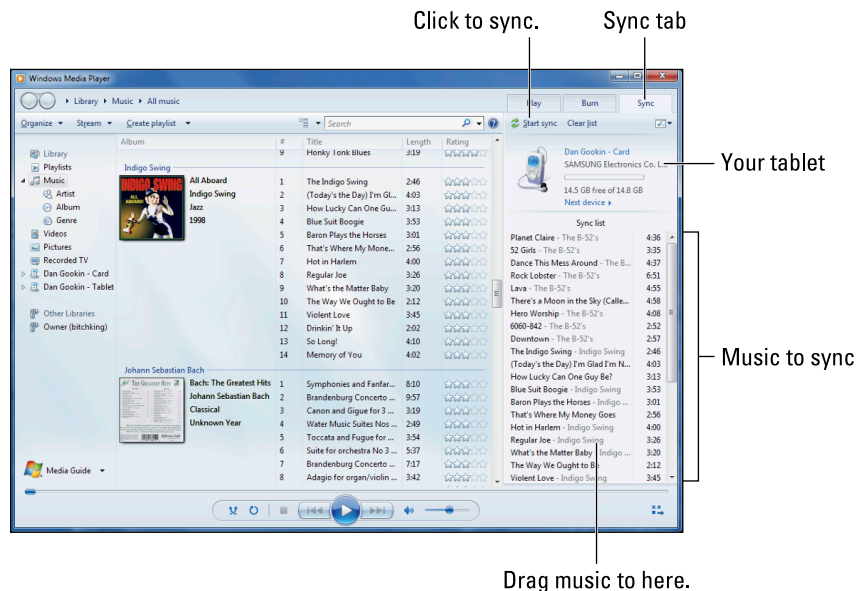 Click to sync. Sync tab
Windows Media Player
Library Music All music
Play Burn Sync
Organize Stream Create playlist Search Start sync Clear list
Album # Title Length Rating
Library
Playlists
Music
Artist
Album
Genre
Videos
Pictures
Recorded TV
Dan Gookin - Card
Dan Gookin - Tablet
Other Libraries
Owner (bitchking)
Media Guide
9 Honky Tonk Blues 3:19
Indigo Swing
INDIGO SWING
ALL ABOARD!
All Aboard
Indigo Swing
Jazz
1998
1 The Indigo Swing 2:46
2 (Today's the Day) I'm Gl... 4:03
3 How Lucky Can One Gu... 3:13
4 Blue Suit Boogie 3:53
5 Baron Plays the Horses 3:01
6 That's Where My Mone... 2:56
7 Hot in Harlem 4:00
8 Regular Joe 3:26
9 What's the Matter Baby 3:20
10 The Way We Ought to Be 2:12
11 Violent Love 3:45
12 Drinkin' It Up 2:02
13 So Long! 4:10
14 Memory of You 4:02
Johann Sebastian Bach
THE GREATEST HITS 2
Bach: The Greatest Hits
Johann Sebastian Bach
Classical
Unknown Year
1 Symphonies and Fanfar... 8:10
2 Brandenburg Concerto ... 9:57
3 Canon and Gigue for 3 ... 3:19
4 Water Music Suites Nos ... 2:49
5 Toccata and Fugue for ... 3:54
6 Suite for orchestra No 3 ... 5:37
7 Brandenburg Concerto ... 7:17
8 Adagio for organ/violin ... 3:42
Dan Gookin - Card
SAMSUNG Electronics Co. L...
14.5 GB free of 14.8 GB
Next device
Sync list
Planet Claire - The B-52's 4:36
52 Girls - The B-52's 3:35
Dance This Mess Around - The B... 4:37
Rock Lobster - The B-52's 6:51
Lava - The B-52's 4:55
There's a Moon in the Sky (Calle... 4:58
Hero Worship - The B-52's 4:08
6060-842 - The B-52's 2:52
Downtown - The B-52's 2:57
The Indigo Swing - Indigo Swing 2:46
(Today's the Day) I'm Glad I'm N... 4:03
How Lucky Can One Guy Be? 3:13
Blue Suit Boogie - Indigo Swing 3:53
Baron Plays the Horses - Indigo ... 3:01
That's Where My Money Goes 2:56
Hot in Harlem - Indigo Swing 4:00
Regular Joe - Indigo Swing 3:26
What's the Matter Baby - Indigo ... 3:20
The Way We Ought to Be 2:12
Violent Love - Indigo Swing 3:45
Your tablet
Music to sync
Drag music to here.